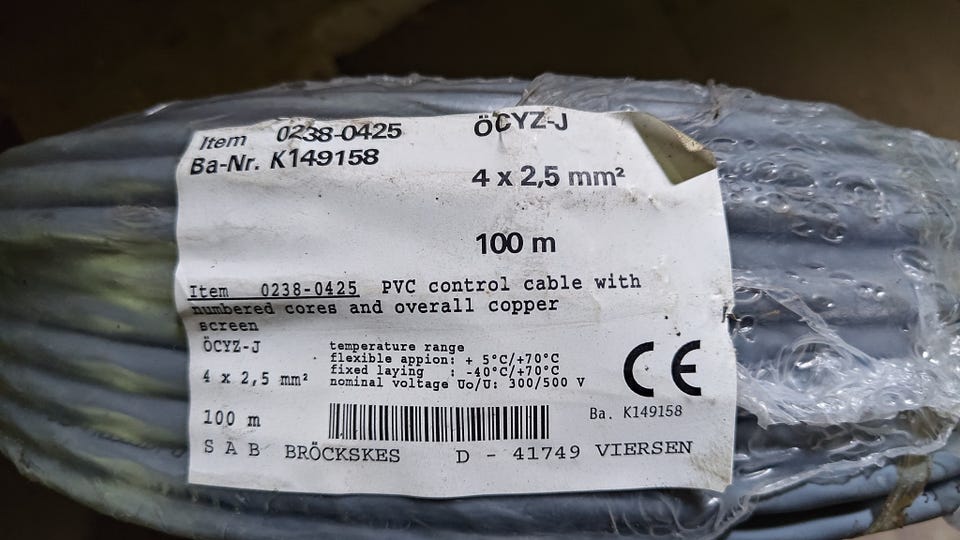 Item 0238-0425 ÖCYZ-J
Ba-Nr. K149158
4 x 2,5 mm²
100 m
Item 0238-0425 PVC control cable with
numbered cores and overall copper
screen
ÖCYZ-J
temperature range
flexible appion: + 5°C/+70°C
fixed laying : -40°C/+70°C
4 x 2,5 mm²
nominal voltage Uo/U: 300/500 V
CE
100 m
Ba. K149158
SAB BRÖCKSKES D - 41749 VIERSEN